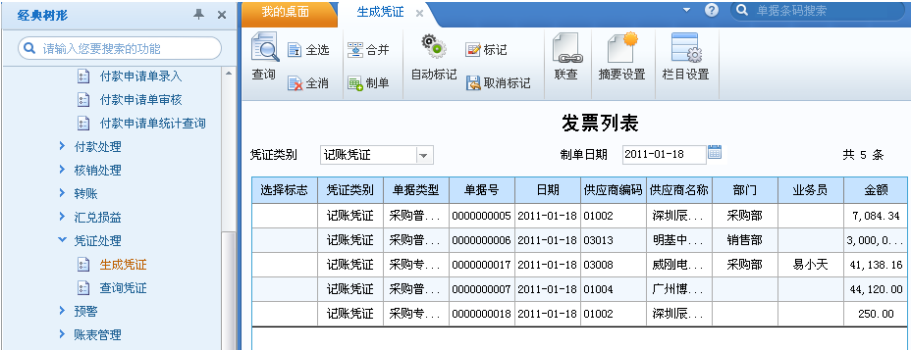 经典树形
请输入您要搜索的功能
付款申请单录入
付款申请单审核
付款申请单统计查询
付款处理
核销处理
转账
汇兑损益
凭证处理
生成凭证
查询凭证
预警
账表管理
我的桌面 生成凭证 单据条码搜索
查询 全选 合并 自动标记 标记 联查 摘要设置 栏目设置
全消 制单 取消标记
发票列表
凭证类别 记账凭证 制单日期 2011-01-18 共 5 条
选择标志 凭证类别 单据类型 单据号 日期 供应商编码 供应商名称 部门 业务员 金额
记账凭证 采购普... 0000000005 2011-01-18 01002 深圳辰... 采购部 7,084.34
记账凭证 采购普... 0000000006 2011-01-18 03013 明基中... 销售部 3,000,0...
记账凭证 采购专... 0000000017 2011-01-18 03008 威刚电... 采购部 易小天 41,138.16
记账凭证 采购专... 0000000007 2011-01-18 01004 广州博... 44,120.00
记账凭证 采购专... 0000000018 2011-01-18 01002 深圳辰... 250.00